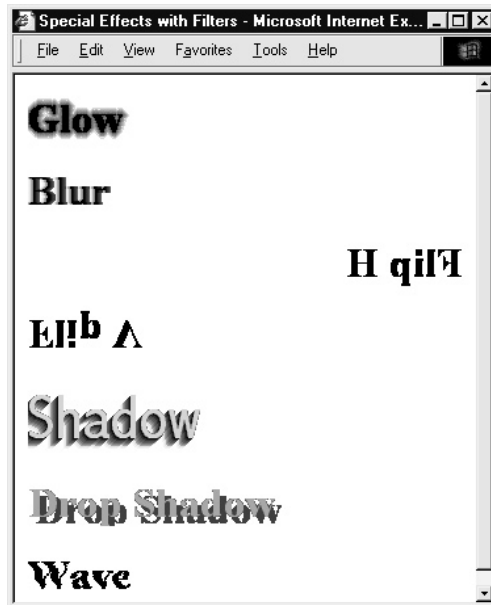 Special Effects with Filters - Microsoft Internet Ex...
File Edit View Favorites Tools Help
Glow
Blur
Flip H
Flip V
Shadow
Drop Shadow
Wave